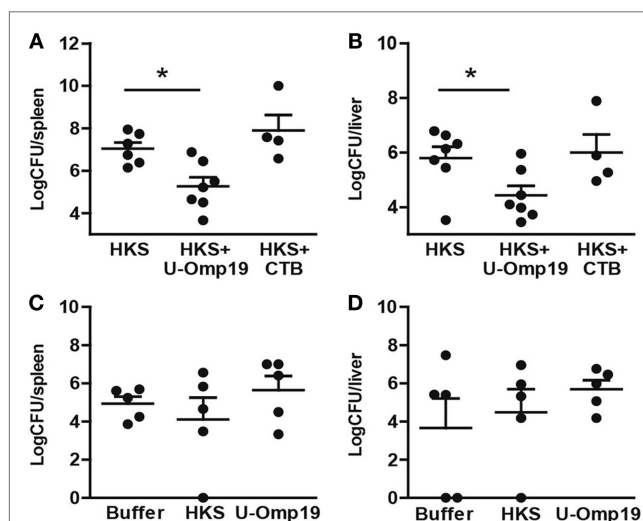 A
12
10
8
6
4
LogCFU/spleen
*
HKS
HKS+
U-Omp19
HKS+
CTB
B
10
8
6
4
LogCFU/liver
*
HKS
HKS+
U-Omp19
HKS+
CTB
C
10
8
6
4
2
0
LogCFU/spleen
Buffer
HKS
U-Omp19
D
10
8
6
4
2
0
LogCFU/liver
Buffer
HKS
U-Omp19